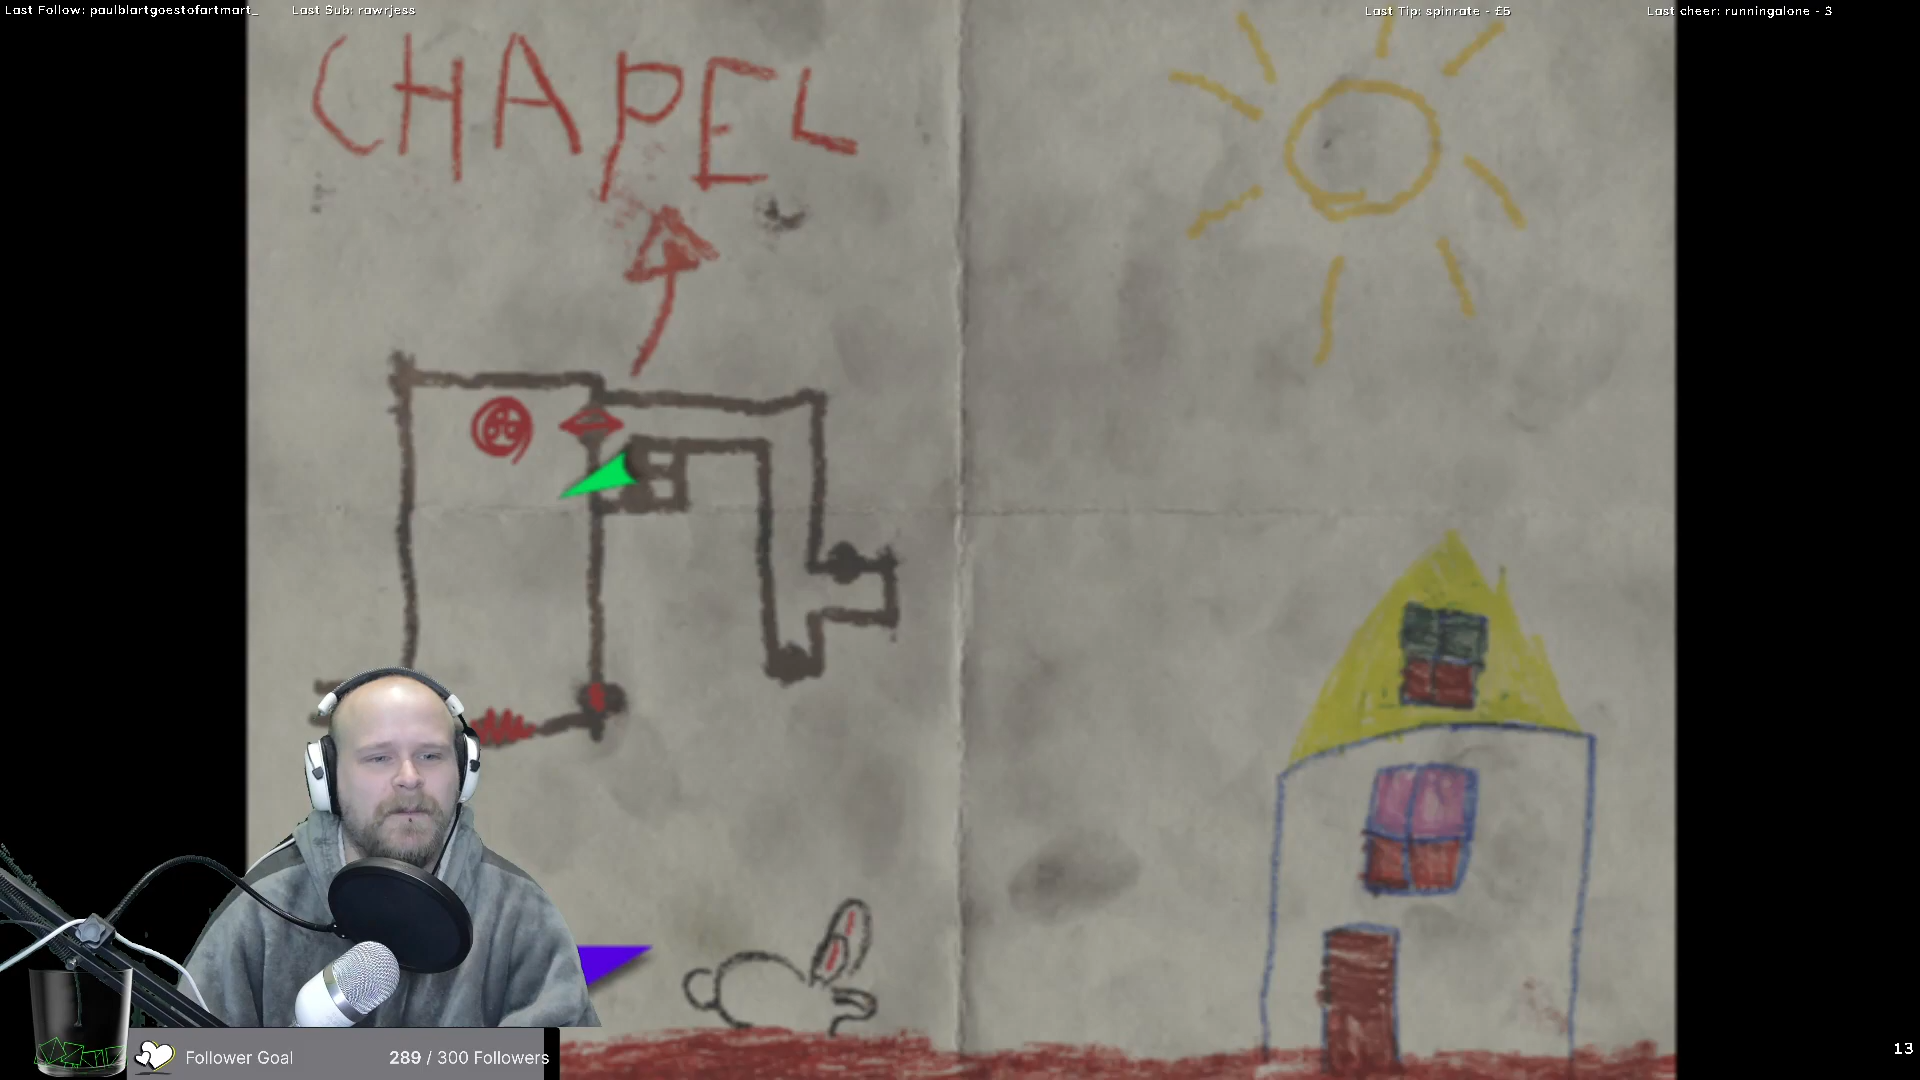 Last Follow: paulblartgoestofartmart_
Last Sub: rawrjess
Last Tip: spinrate - £5
Last cheer: runningalone - 3
CHAPEL
Follower Goal
289 / 300 Followers
13